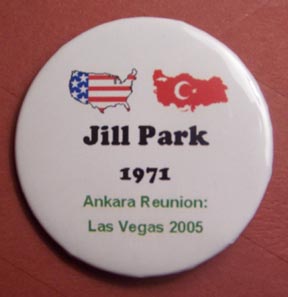 Jill Park
1971
Ankara Reunion:
Las Vegas 2005